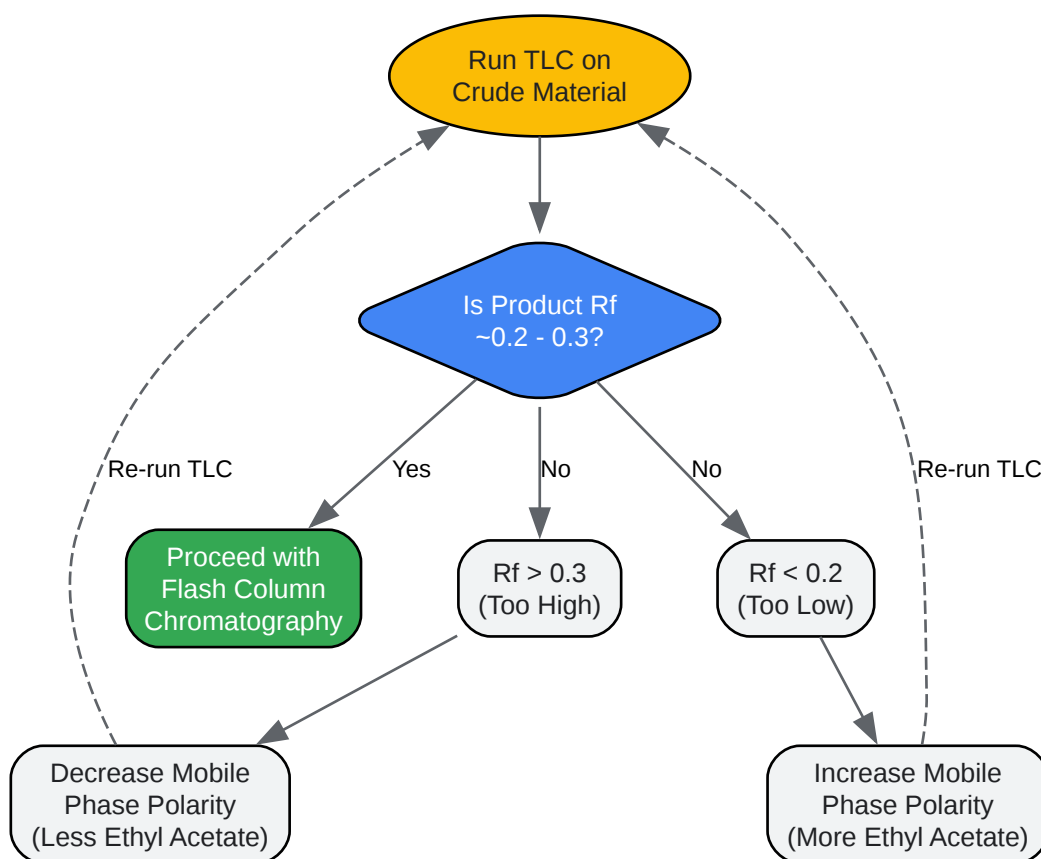 Run TLC on
Crude Material
Is Product Rf
~0.2 - 0.3?
Re-run TLC
Yes
No
No
Re-run TLC
Proceed with
Flash Column
Chromatography
Rf > 0.3
(Too High)
Rf < 0.2
(Too Low)
Decrease Mobile
Phase Polarity
(Less Ethyl Acetate)
Increase Mobile
Phase Polarity
(More Ethyl Acetate)